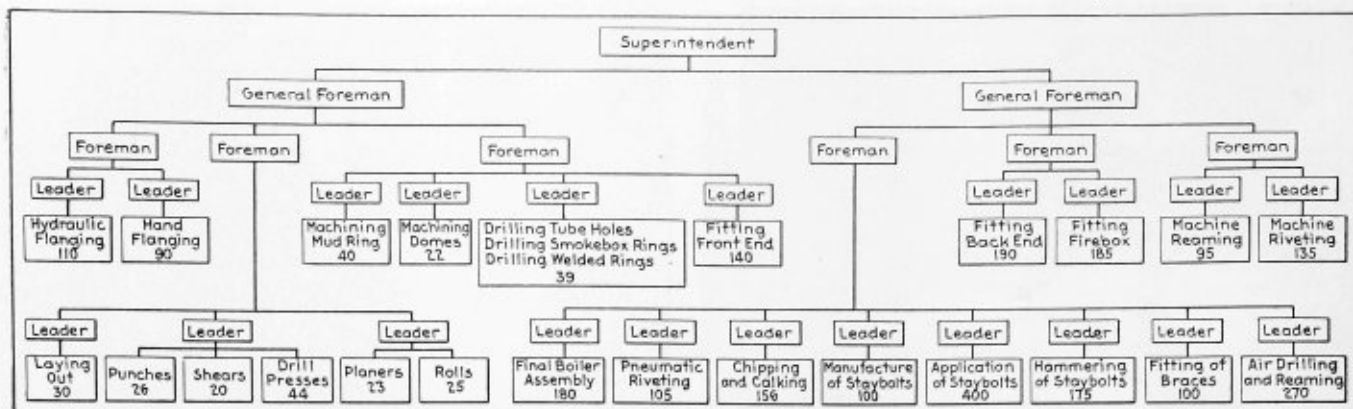 Superintendent
General Foreman
General Foreman
Foreman
Foreman
Foreman
Foreman
Foreman
Foreman
Leader
Leader
Leader
Leader
Leader
Leader
Leader
Leader
Leader
Leader
Hydraulic
Flanging
110
Hand
Flanging
90
Machining
Mud Ring
40
Machining
Domes
22
Drilling Tube Holes
Drilling Smokebox Rings
Drilling Welded Rings
39
Fitting
Front End
140
Fitting
Back End
190
Fitting
Firebox
185
Machine
Reaming
95
Machine
Riveting
135
Leader
Leader
Leader
Leader
Leader
Leader
Leader
Leader
Leader
Leader
Leader
Laying
Out
30
Punches
26
Shears
20
Drill
Presses
44
Planers
23
Rolls
25
Final Boiler
Assembly
180
Pneumatic
Riveting
105
Chipping
and Calking
156
Manufacture
of Staybolts
100
Application
of Staybolts
400
Hammering
of Staybolts
175
Fitting of
Braces
100
Air Drilling
and Reaming
270